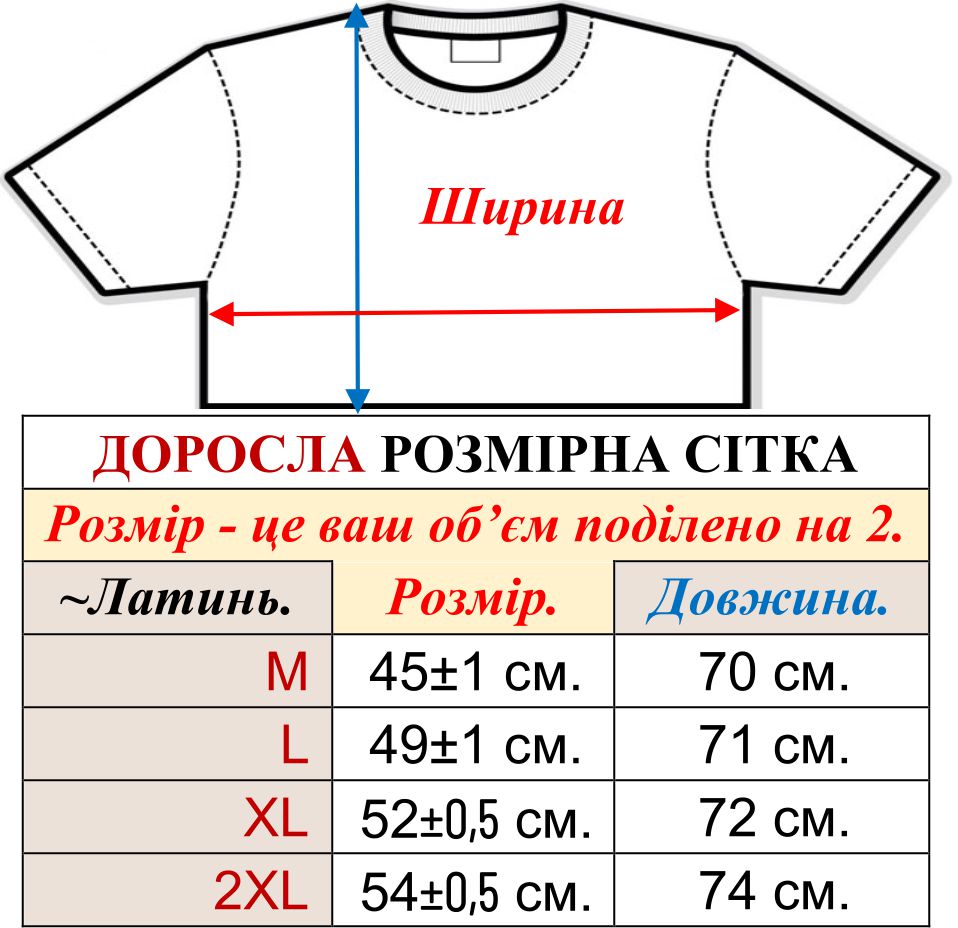 Ширина
ДОРОСЛА РОЗМІРНА СІТКА
Розмір - це ваш об’єм поділено на 2.
~Латинь. Розмір. Довжина.
M 45±1 см. 70 см.
L 49±1 см. 71 см.
XL 52±0,5 см. 72 см.
2XL 54±0,5 см. 74 см.